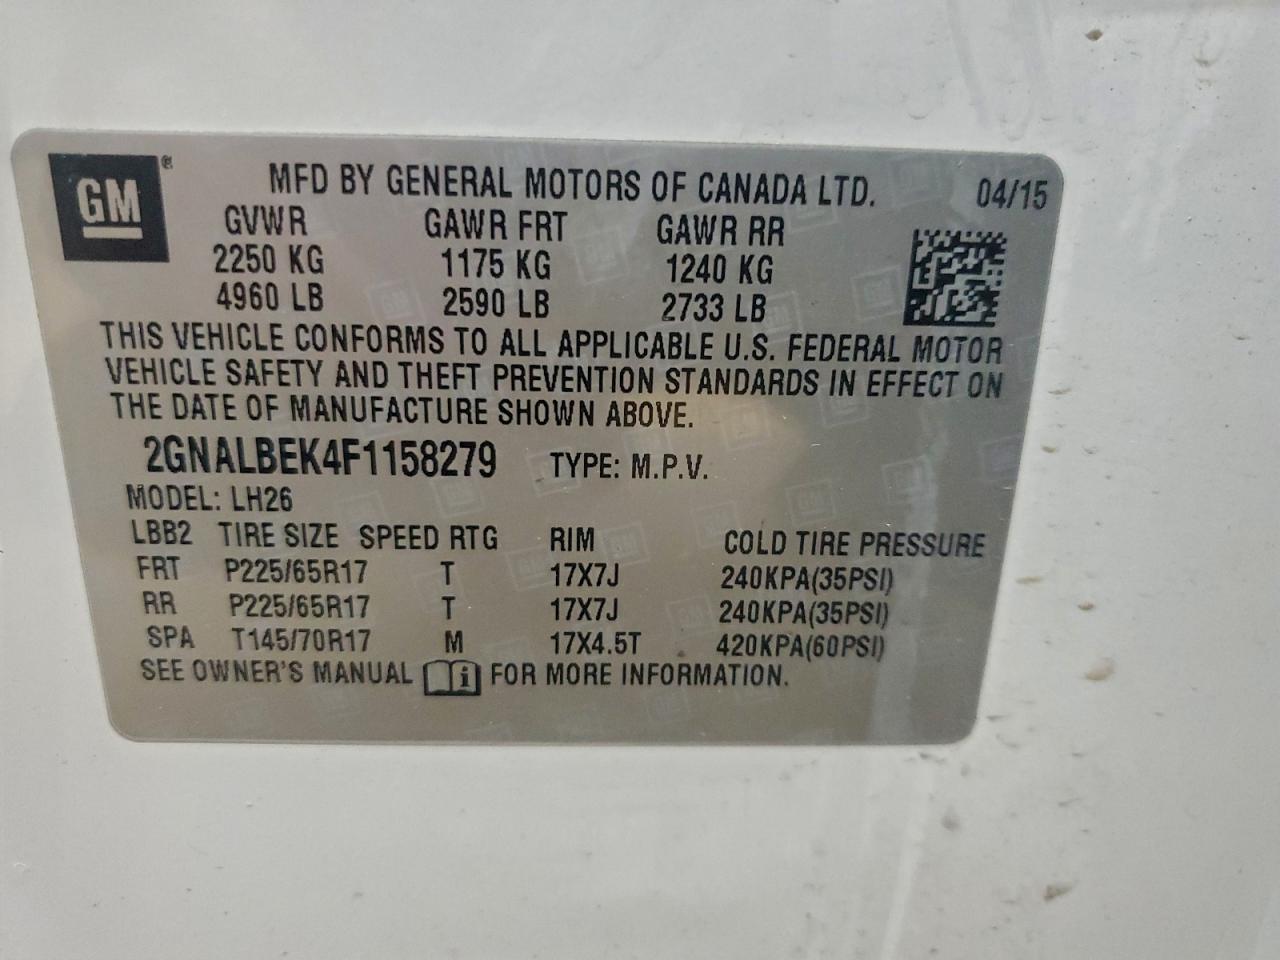 GM ®
MFD BY GENERAL MOTORS OF CANADA LTD. 04/15
GVWR GAWR FRT GAWR RR
2250 KG 1175 KG 1240 KG
4960 LB 2590 LB 2733 LB
THIS VEHICLE CONFORMS TO ALL APPLICABLE U.S. FEDERAL MOTOR
VEHICLE SAFETY AND THEFT PREVENTION STANDARDS IN EFFECT ON
THE DATE OF MANUFACTURE SHOWN ABOVE.
2GNALBEK4F1158279 TYPE: M.P.V.
MODEL: LH26
LBB2 TIRE SIZE SPEED RTG RIM COLD TIRE PRESSURE
FRT P225/65R17 T 17X7J 240KPA(35PSI)
RR P225/65R17 T 17X7J 240KPA(35PSI)
SPA T145/70R17 M 17X4.5T 420KPA(60PSI)
SEE OWNER'S MANUAL i FOR MORE INFORMATION.